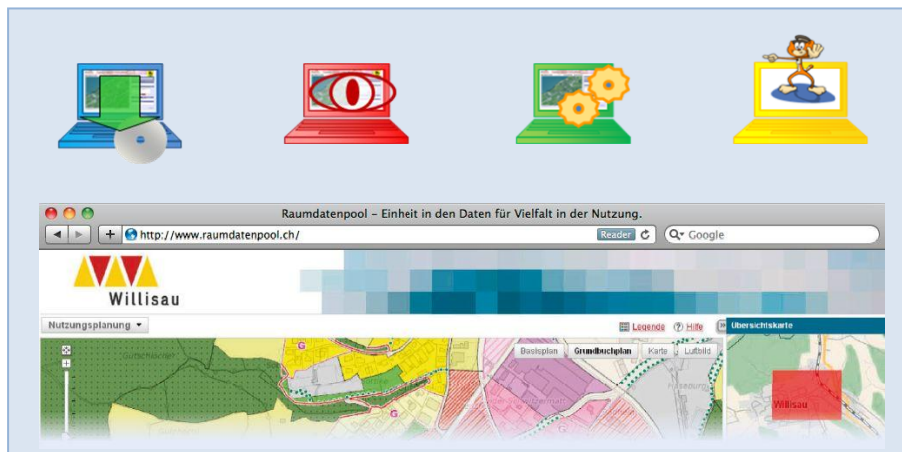 Raumdatenpool – Einheit in den Daten für Vielfalt in der Nutzung.
http://www.raumdatenpool.ch/
Reader
Google
Willisau
Nutzungsplanung
Legende
Hilfe
Übersichtskarte
Basisplan
Grundbuchplan
Karte
Luftbild
G
G
Willisau